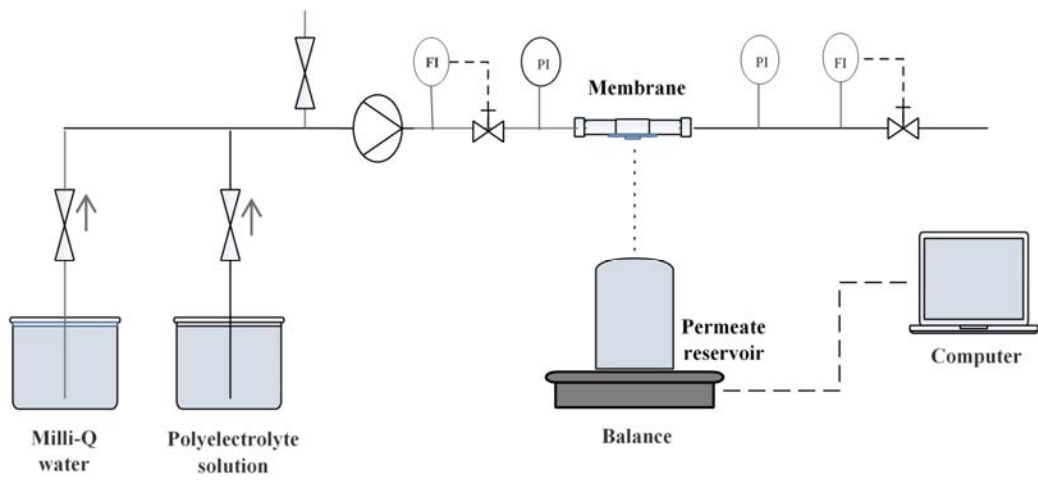 FI
PI
PI
FI
Membrane
Permeate
reservoir
Computer
Milli-Q
water
Polyelectrolyte
solution
Balance